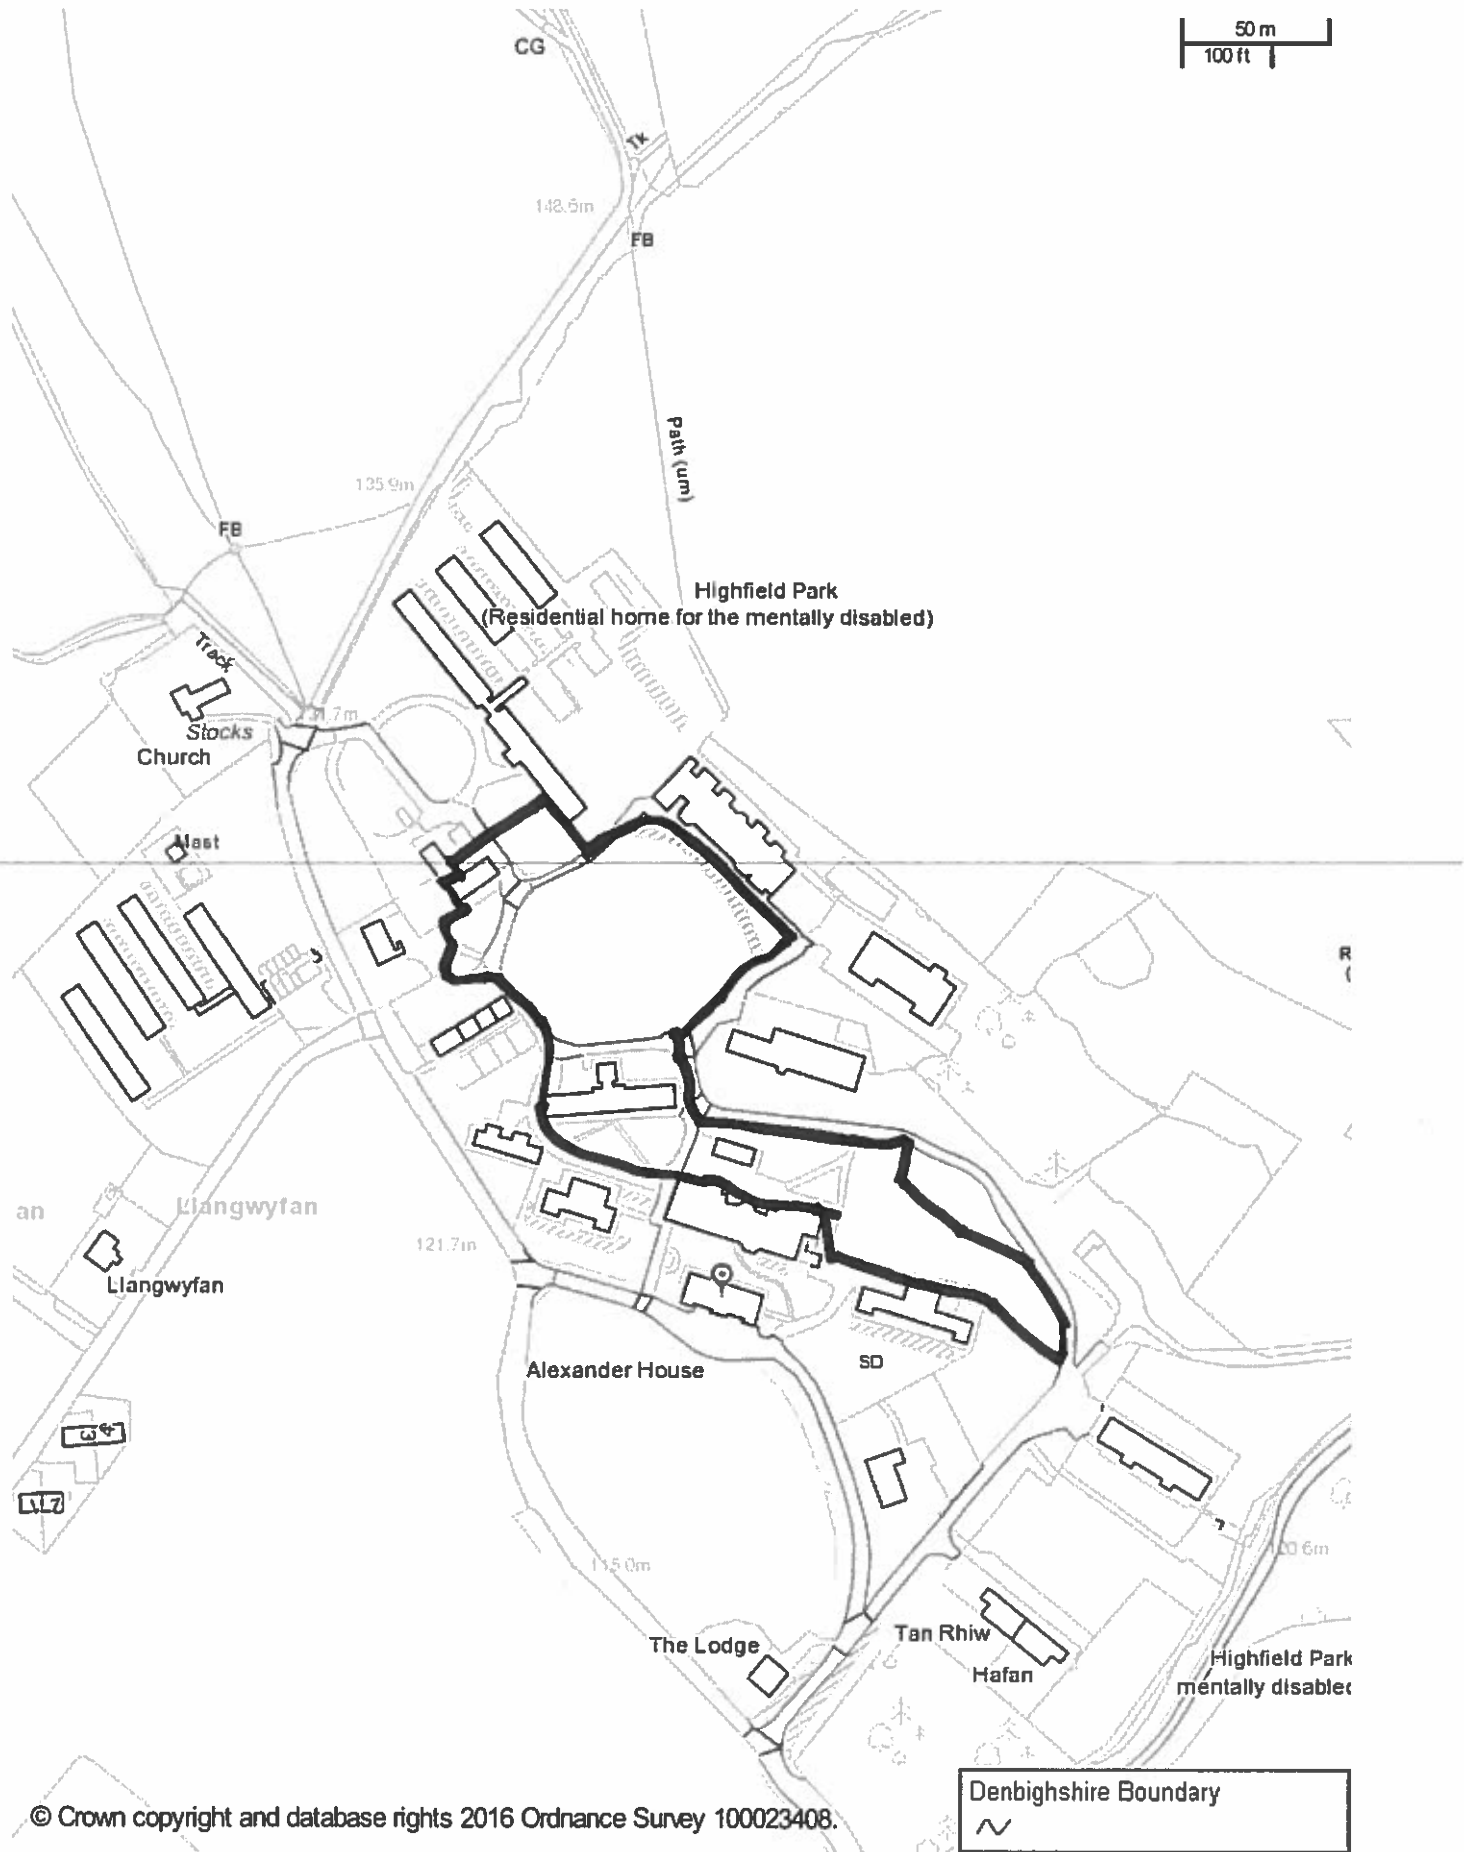 50 m
100 ft
CG
Tk
148.6m
FB
Path (um)
135.9m
FB
Highfield Park
(Residential home for the mentally disabled)
Track
Stocks
Church
Mast
an
Llangwyfan
121.7m
Llangwyfan
Alexander House
SD
3 4
115.0m
The Lodge
Tan Rhiw
Hafan
Highfield Park
mentally disabled
Denbighshire Boundary
© Crown copyright and database rights 2016 Ordnance Survey 100023408.